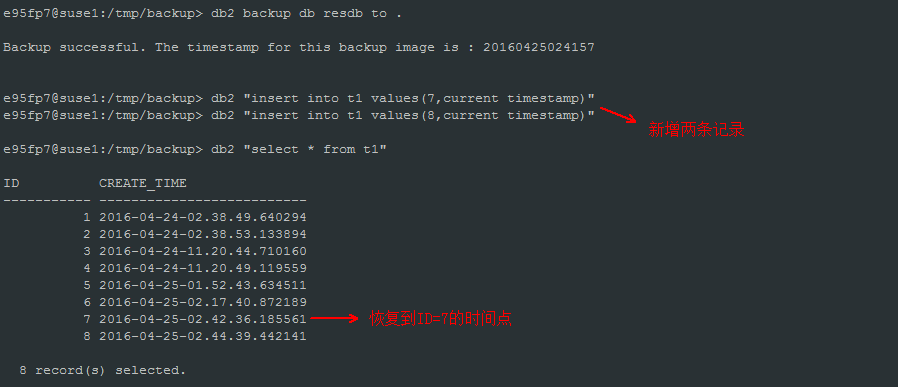 e95fp7@suse1:/tmp/backup> db2 backup db resdb to .
Backup successful. The timestamp for this backup image is : 20160425024157
e95fp7@suse1:/tmp/backup> db2 "insert into t1 values(7,current timestamp)"
e95fp7@suse1:/tmp/backup> db2 "insert into t1 values(8,current timestamp)"
新增两条记录
e95fp7@suse1:/tmp/backup> db2 "select * from t1"
ID CREATE_TIME
----------- --------------------------
1 2016-04-24-02.38.49.640294
2 2016-04-24-02.38.53.133894
3 2016-04-24-11.20.44.710160
4 2016-04-24-11.20.49.119559
5 2016-04-25-01.52.43.634511
6 2016-04-25-02.17.40.872189
7 2016-04-25-02.42.36.185561 恢复到ID=7的时间点
8 2016-04-25-02.44.39.442141
8 record(s) selected.